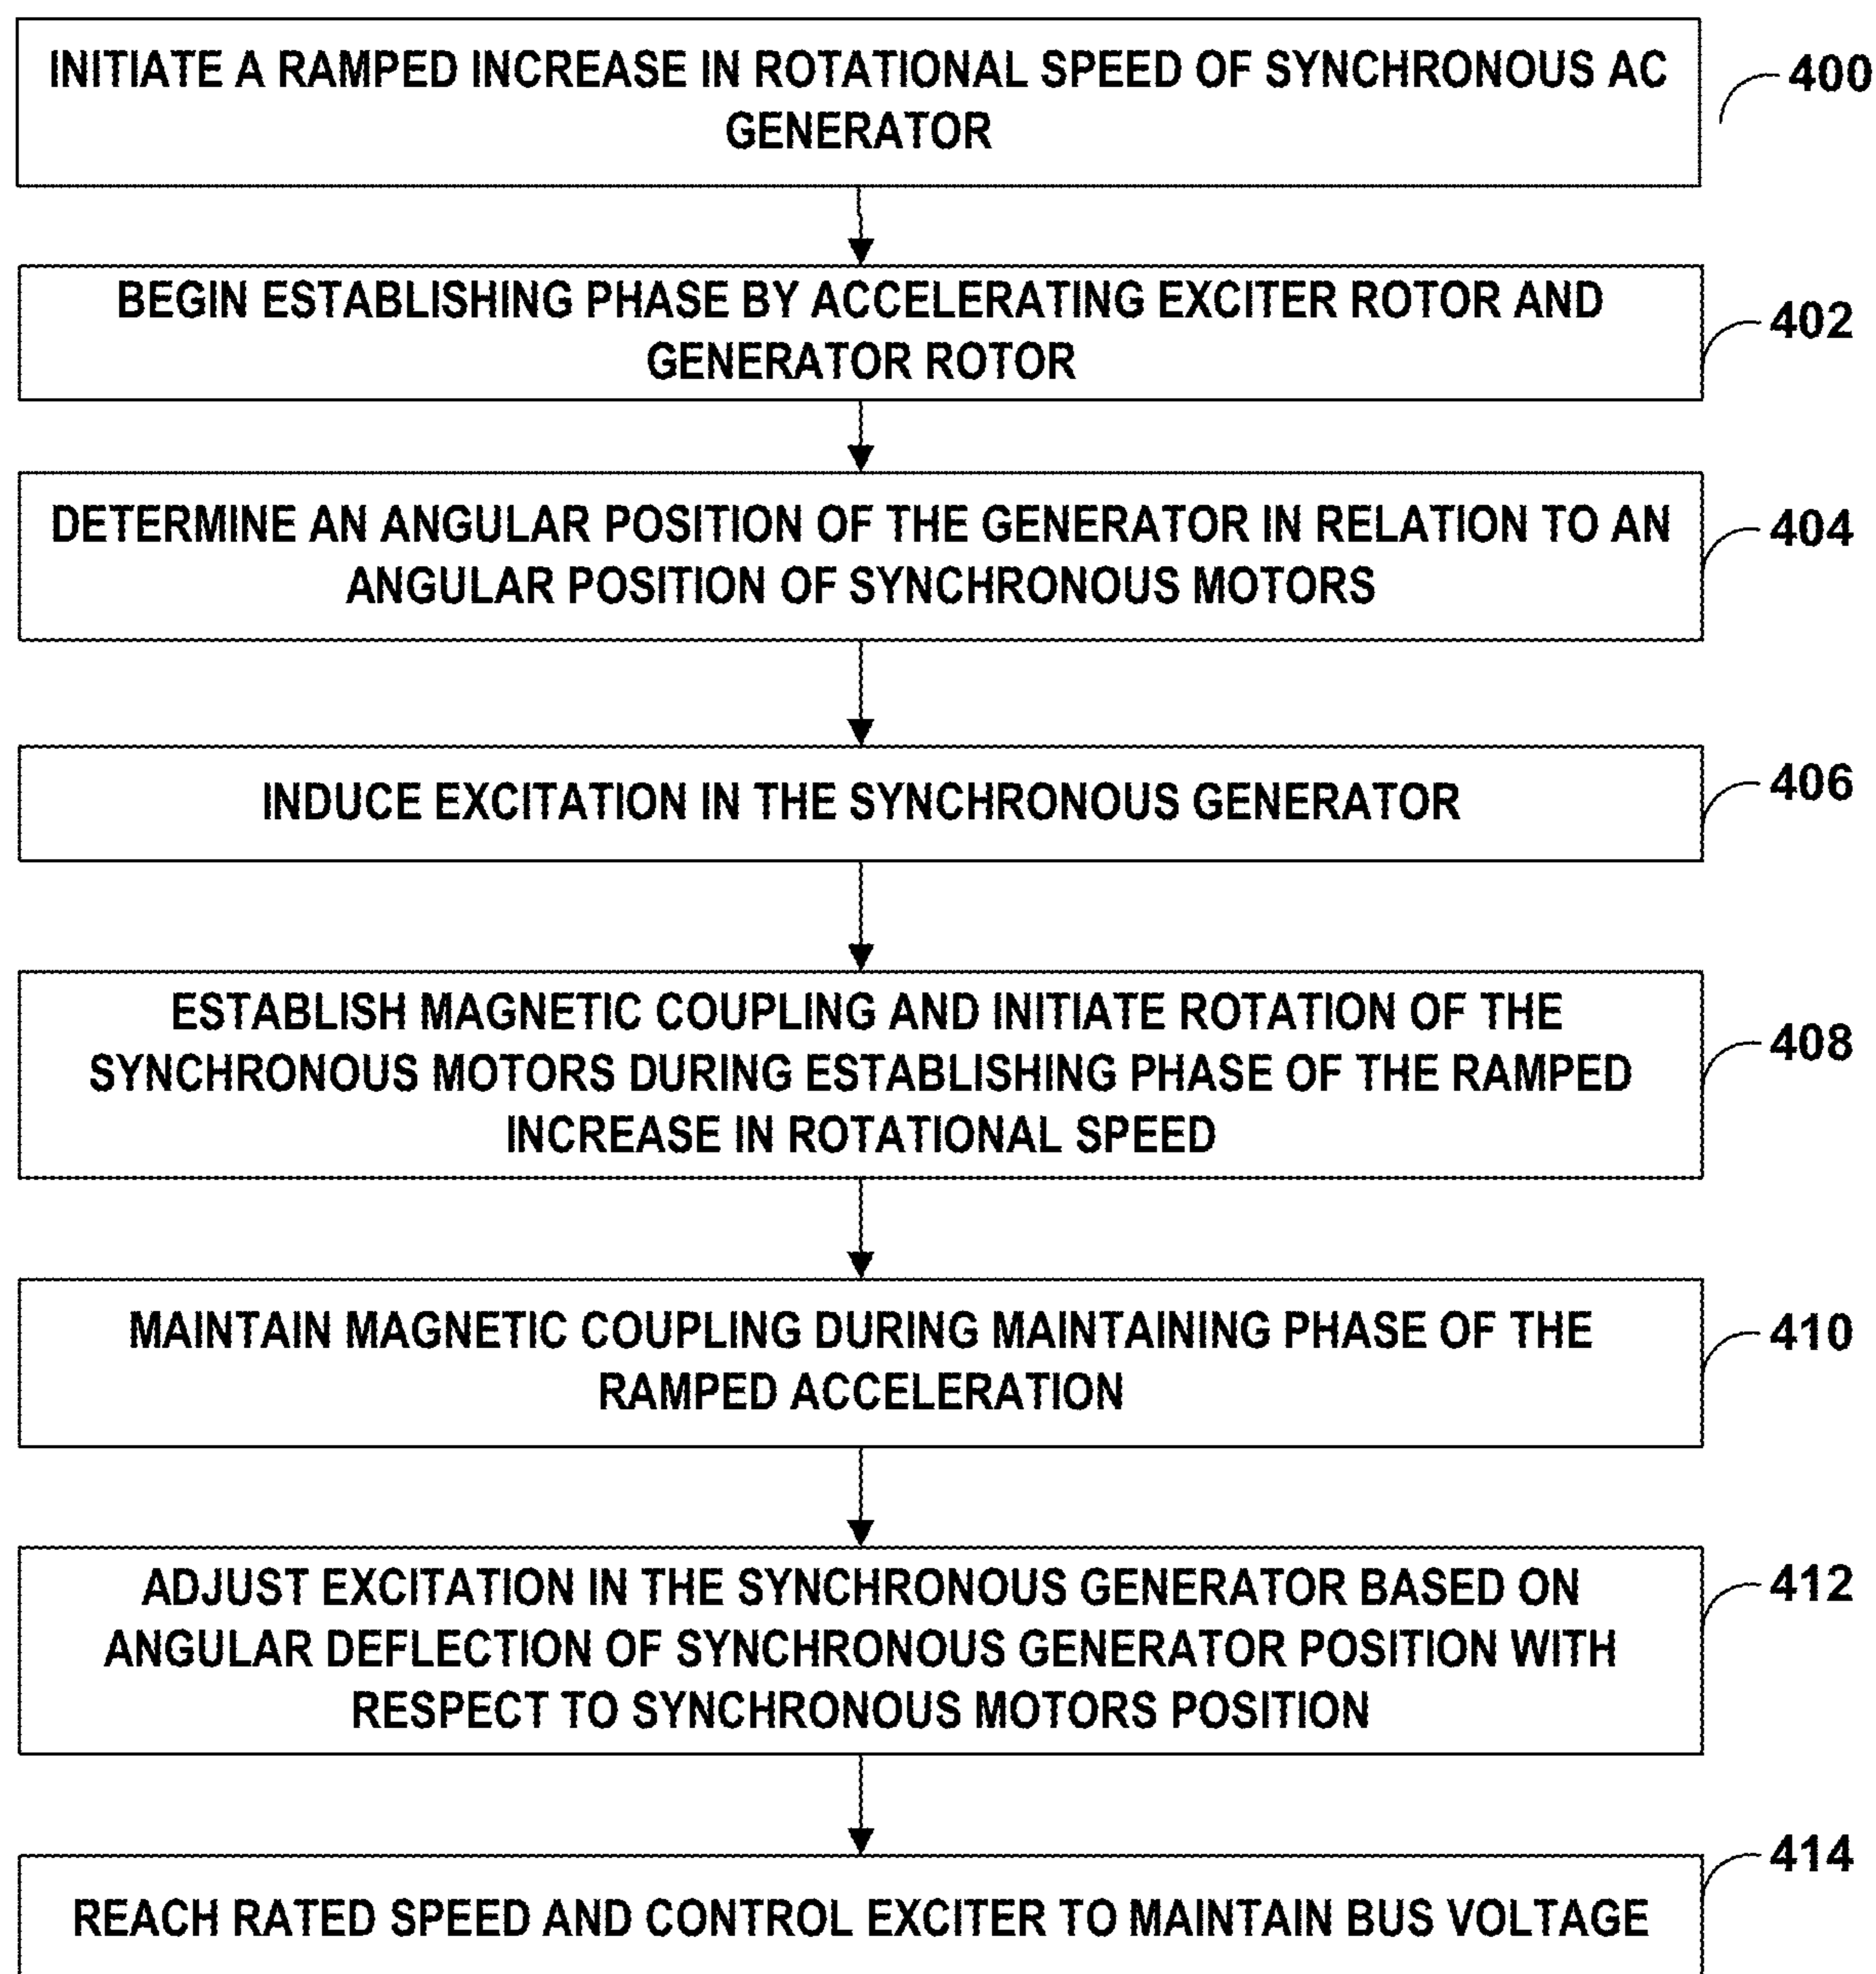 INITIATE A RAMPED INCREASE IN ROTATIONAL SPEED OF SYNCHRONOUS AC
GENERATOR
400
BEGIN ESTABLISHING PHASE BY ACCELERATING EXCITER ROTOR AND
GENERATOR ROTOR
402
DETERMINE AN ANGULAR POSITION OF THE GENERATOR IN RELATION TO AN
ANGULAR POSITION OF SYNCHRONOUS MOTORS
404
INDUCE EXCITATION IN THE SYNCHRONOUS GENERATOR
406
ESTABLISH MAGNETIC COUPLING AND INITIATE ROTATION OF THE
SYNCHRONOUS MOTORS DURING ESTABLISHING PHASE OF THE RAMPED
INCREASE IN ROTATIONAL SPEED
408
MAINTAIN MAGNETIC COUPLING DURING MAINTAINING PHASE OF THE
RAMPED ACCELERATION
410
ADJUST EXCITATION IN THE SYNCHRONOUS GENERATOR BASED ON
ANGULAR DEFLECTION OF SYNCHRONOUS GENERATOR POSITION WITH
RESPECT TO SYNCHRONOUS MOTORS POSITION
412
REACH RATED SPEED AND CONTROL EXCITER TO MAINTAIN BUS VOLTAGE
414